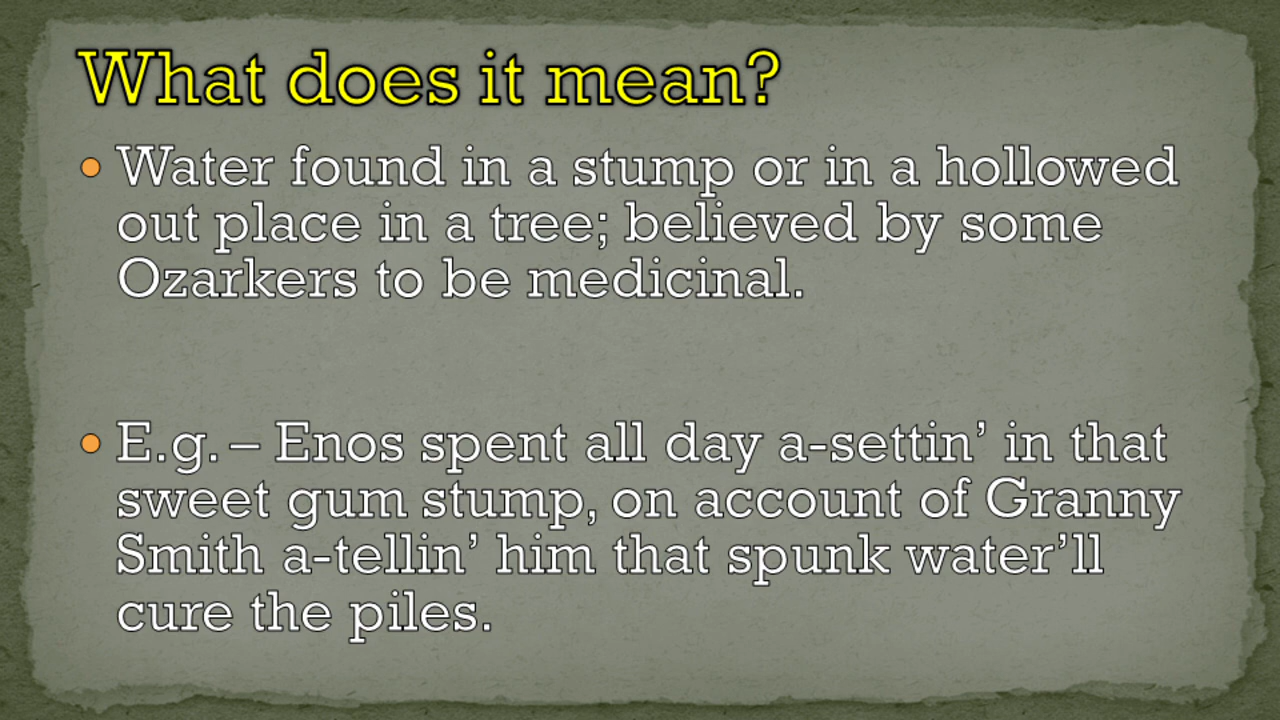 What does it mean?
Water found in a stump or in a hollowed
out place in a tree; believed by some
Ozarkers to be medicinal.
E.g. – Enos spent all day a-settin’ in that
sweet gum stump, on account of Granny
Smith a-tellin’ him that spunk water’ll
cure the piles.